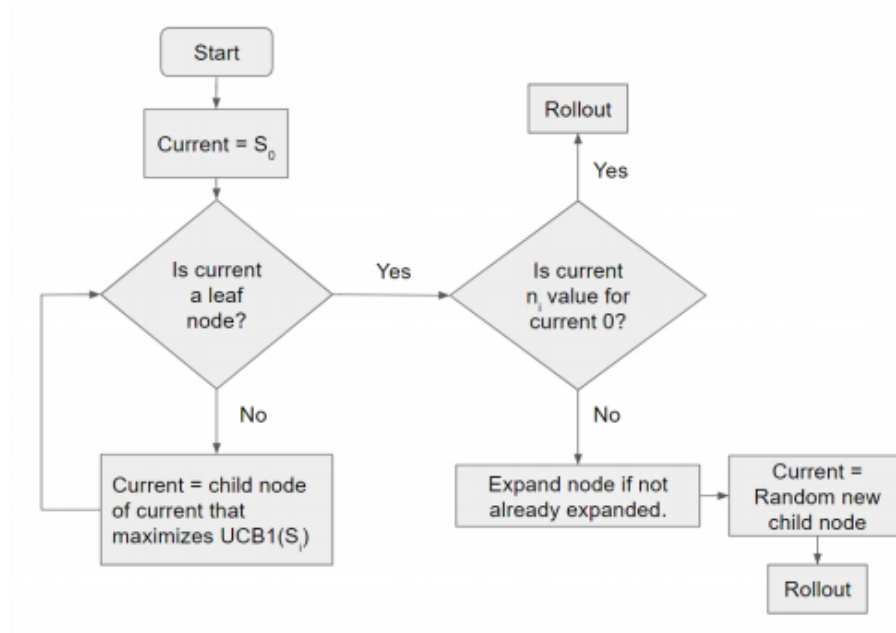 Start
Current = S₀
Is current
a leaf
node?
Yes
No
Current = child node
of current that
maximizes UCB1(Sᵢ)
Rollout
Yes
Is current
nᵢ value for
current 0?
No
Expand node if not
already expanded.
Current =
Random new
child node
Rollout